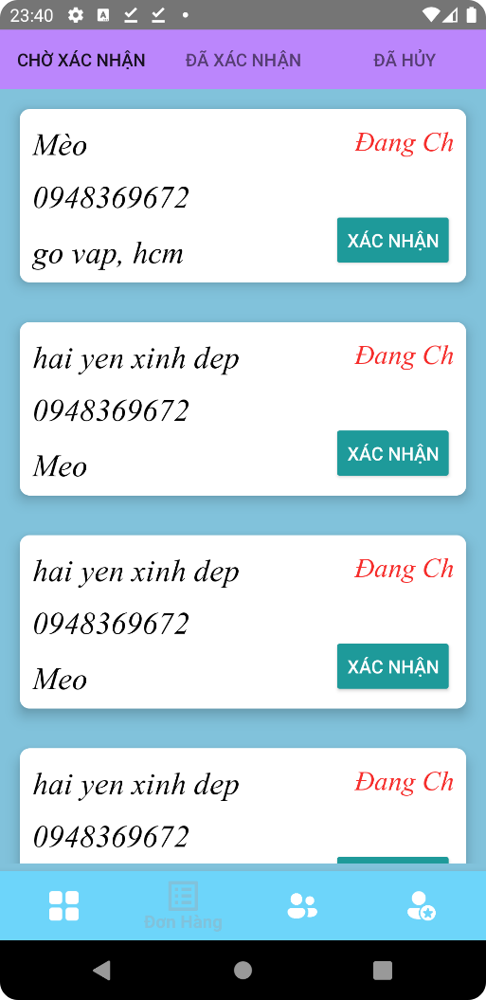 23:40
CHỜ XÁC NHẬN ĐÃ XÁC NHẬN ĐÃ HỦY
Mèo Đang Ch
0948369672
go vap, hcm XÁC NHẬN
hai yen xinh dep Đang Ch
0948369672
Meo XÁC NHẬN
hai yen xinh dep Đang Ch
0948369672
Meo XÁC NHẬN
hai yen xinh dep Đang Ch
0948369672
Đơn Hàng